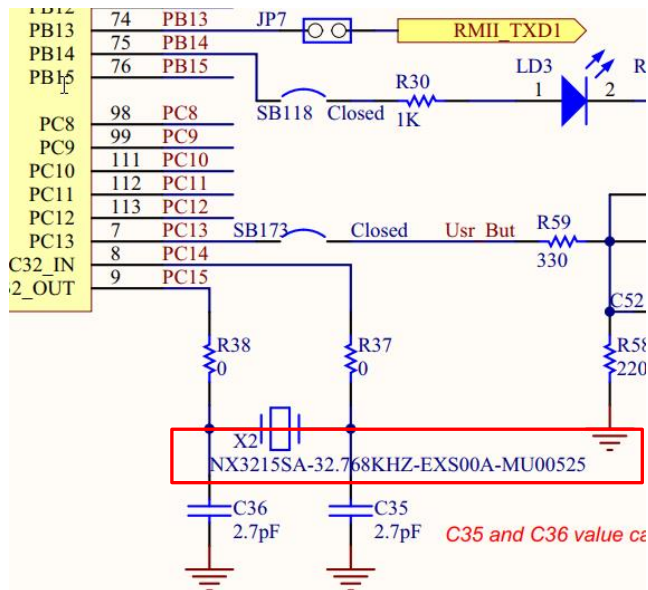 PB12
PB13 74 PB13 JP7 RMII_TXD1
PB14 75 PB14
PB15 76 PB15
LD3
R30 1 2
SB118 Closed 1K
PC8 98 PC8
PC9 99 PC9
PC10 111 PC10
PC11 112 PC11
PC12 113 PC12
PC13 7 PC13 SB173 Closed Usr_But R59
330
C32_IN 8 PC14
2_OUT 9 PC15
C52
R38 R37 R58
0 0 220
X2
NX3215SA-32.768KHZ-EXS00A-MU00525
C36 C35
2.7pF 2.7pF
C35 and C36 value ca